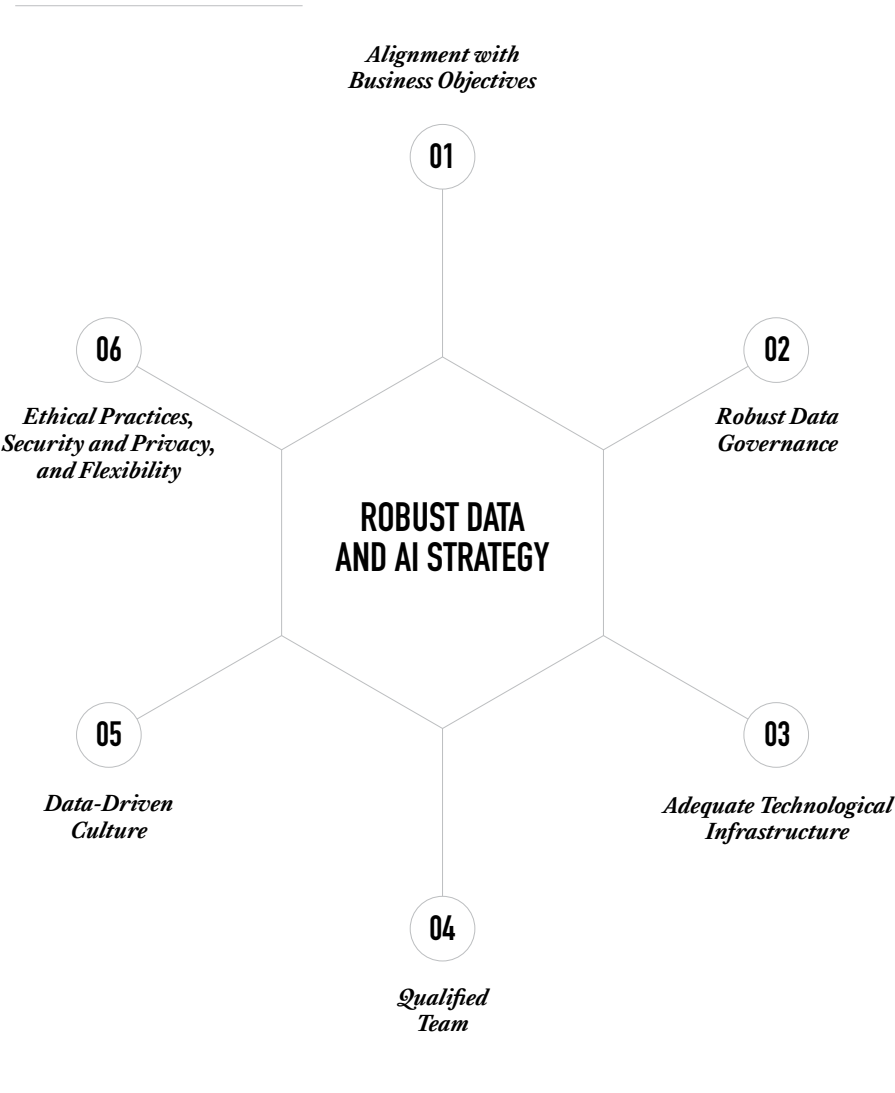 Alignment with
Business Objectives
01
06
Ethical Practices,
Security and Privacy,
and Flexibility
02
Robust Data
Governance
ROBUST DATA
AND AI STRATEGY
05
Data-Driven
Culture
03
Adequate Technological
Infrastructure
04
Qualified
Team